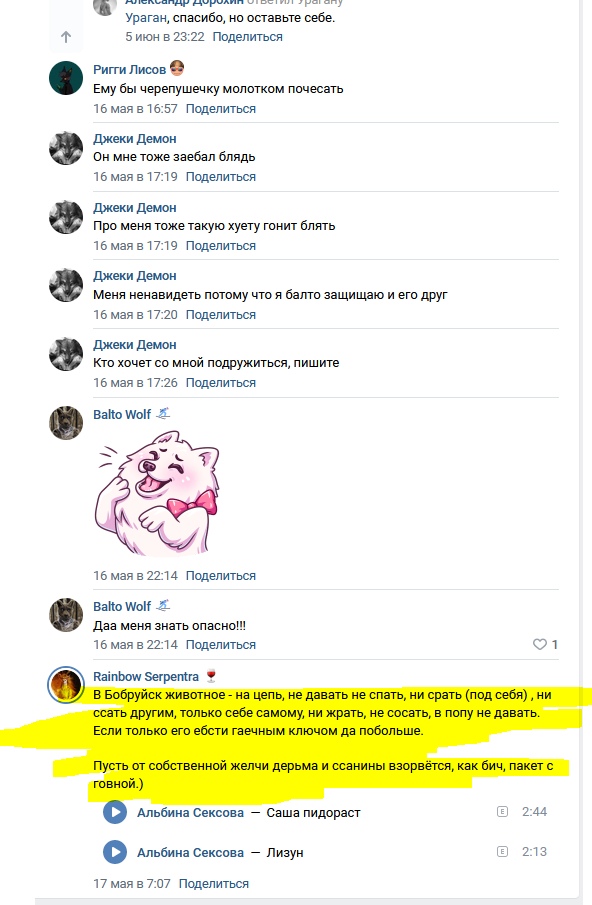 Александр Дорохин ответил Урагану
Ураган, спасибо, но оставьте себе.
5 июн в 23:22 Поделиться
Ригги Лисов
Ему бы черепушечку молотком почесать
16 мая в 16:57 Поделиться
Джеки Демон
Он мне тоже заебал блядь
16 мая в 17:19 Поделиться
Джеки Демон
Про меня тоже такую хуету гонит блять
16 мая в 17:19 Поделиться
Джеки Демон
Меня ненавидеть потому что я балто защищаю и его друг
16 мая в 17:20 Поделиться
Джеки Демон
Кто хочет со мной подружиться, пишите
16 мая в 17:26 Поделиться
Balto Wolf
16 мая в 22:14 Поделиться
Balto Wolf
Даа меня знать опасно!!!
16 мая в 22:14 Поделиться 1
Rainbow Serpentra
В Бобруйск животное - на цепь, не давать не спать, ни срать (под себя) , ни
ссать другим, только себе самому, ни жрать, не сосать, в попу не давать.
Если только его ебсти гаечным ключом да побольше.
Пусть от собственной желчи дерьма и ссанины взорвётся, как бич, пакет с
говной.)
Альбина Сексова — Саша пидораст E 2:44
Альбина Сексова — Лизун E 2:13
17 мая в 7:07 Поделиться